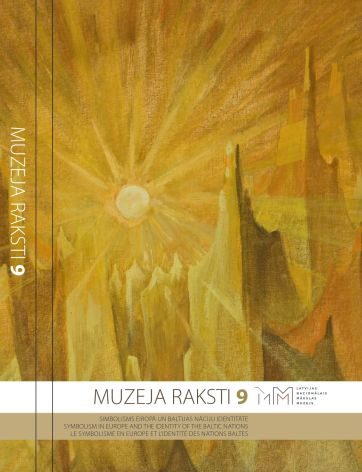 MUZEJA RAKSTI 9
MUZEJA RAKSTI 9
LATVIJAS
NACIONĀLAIS
MĀKSLAS
MUZEJS
SIMBOLISMS EIROPĀ UN BALTIJAS NĀCIJU IDENTITĀTE
SYMBOLISM IN EUROPE AND THE IDENTITY OF THE BALTIC NATIONS
LE SYMBOLISME EN EUROPE ET L'IDENTITÉ DES NATIONS BALTES